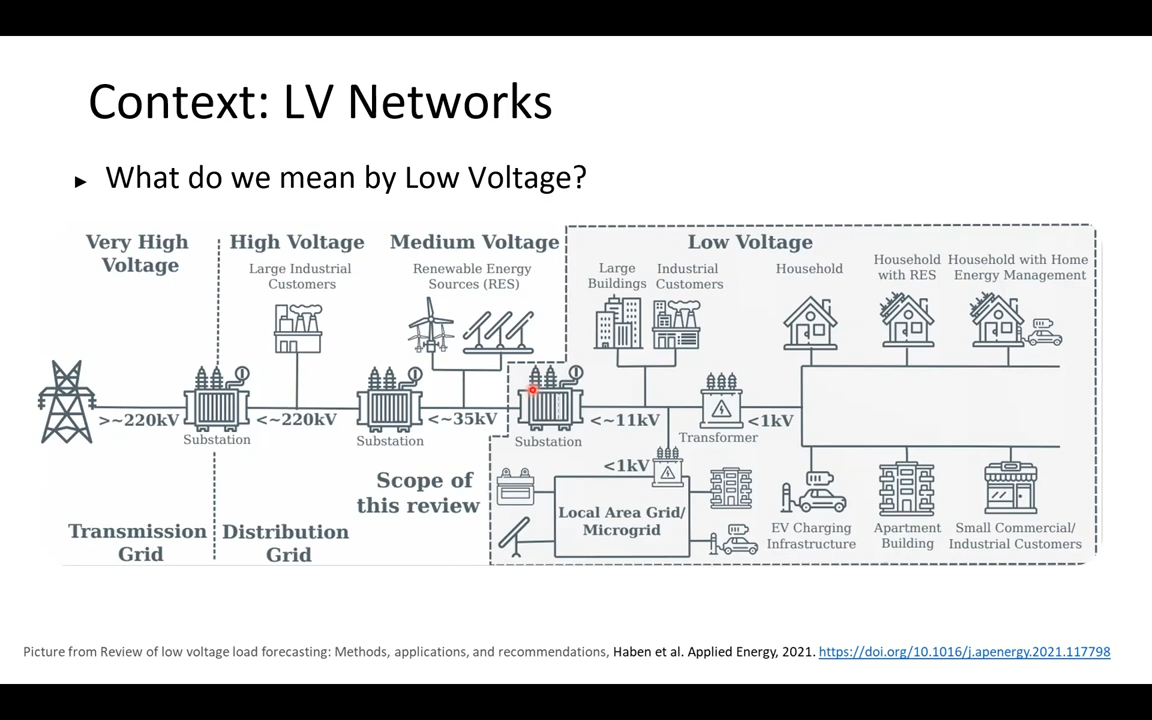 Context: LV Networks
► What do we mean by Low Voltage?
Very High
Voltage
High Voltage
Large Industrial
Customers
Medium Voltage
Renewable Energy
Sources (RES)
Low Voltage
Large
Buildings
Industrial
Customers
Household
Household
with RES
Household with Home
Energy Management
>~220kV
Substation
<~220kV
Substation
<~35kV
Substation
<~11kV
Transformer
<1kV
<1kV
Scope of
this review
Local Area Grid/
Microgrid
EV Charging
Infrastructure
Apartment
Building
Small Commercial/
Industrial Customers
Transmission
Grid
Distribution
Grid
Picture from Review of low voltage load forecasting: Methods, applications, and recommendations, Haben et al. Applied Energy, 2021. https://doi.org/10.1016/j.apenergy.2021.117798